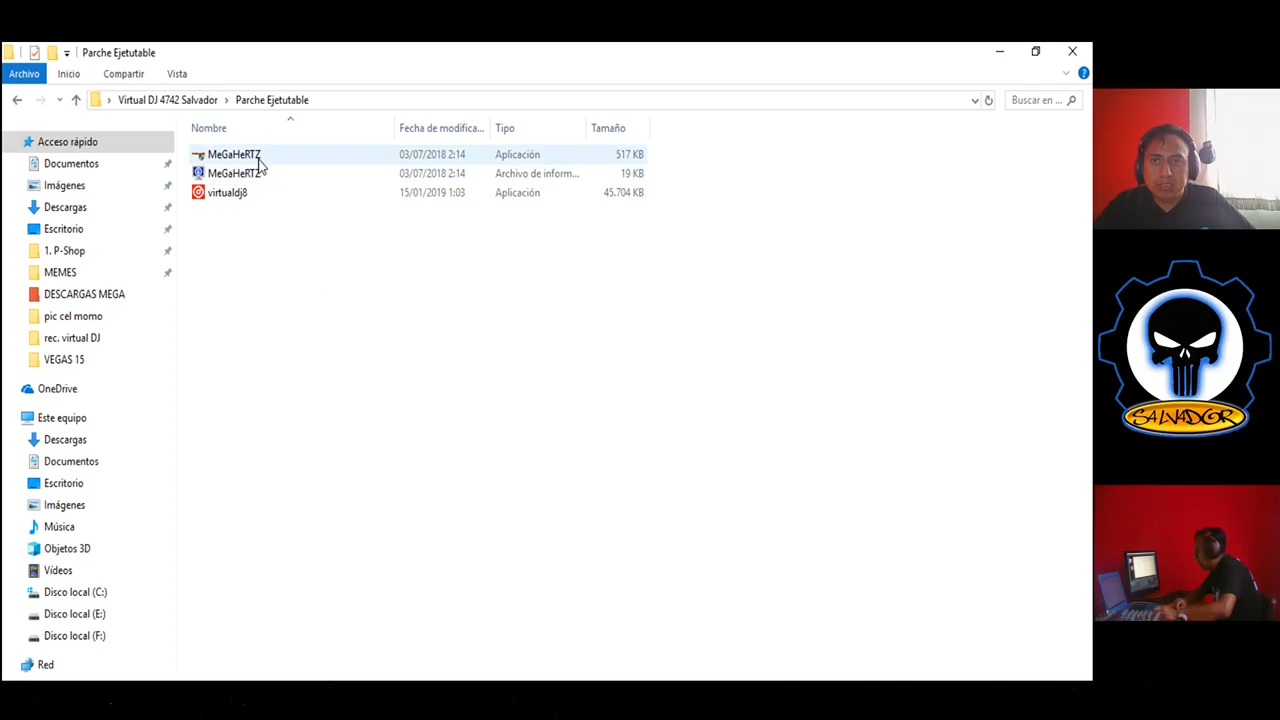 Parche Ejetutable
Archivo Inicio Compartir Vista
Virtual DJ 4742 Salvador › Parche Ejetutable
Buscar en ...
Nombre Fecha de modifica... Tipo Tamaño
MeGaHeRTZ 03/07/2018 2:14 Aplicación 517 KB
MeGaHeRTZ 03/07/2018 2:14 Archivo de inform... 19 KB
virtualdj8 15/01/2019 1:03 Aplicación 45.704 KB
Acceso rápido
Documentos
Imágenes
Descargas
Escritorio
1. P-Shop
MEMES
DESCARGAS MEGA
pic cel momo
rec. virtual DJ
VEGAS 15
OneDrive
Este equipo
Descargas
Documentos
Escritorio
Imágenes
Música
Objetos 3D
Vídeos
Disco local (C:)
Disco local (E:)
Disco local (F:)
Red
SALVADOR